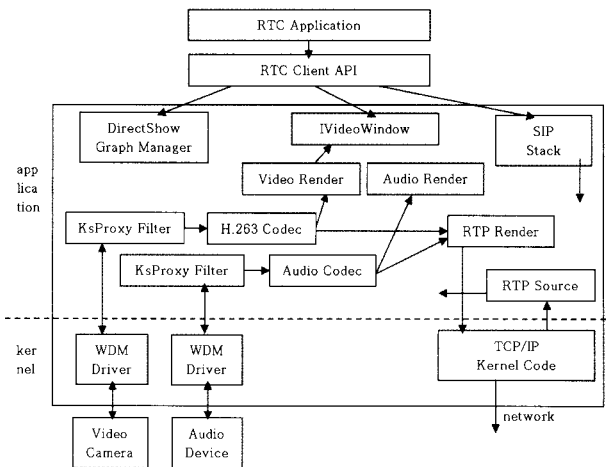 RTC Application
RTC Client API
DirectShow
Graph Manager
IVideoWindow
SIP
Stack
app
lica
tion
Video Render
Audio Render
KsProxy Filter
H.263 Codec
RTP Render
KsProxy Filter
Audio Codec
RTP Source
ker
nel
WDM
Driver
WDM
Driver
TCP/IP
Kernel Code
network
Video
Camera
Audio
Device